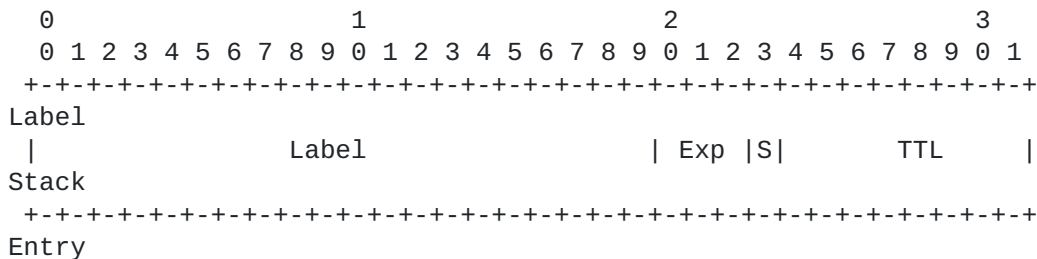 0                   1                   2                   3
0 1 2 3 4 5 6 7 8 9 0 1 2 3 4 5 6 7 8 9 0 1 2 3 4 5 6 7 8 9 0 1
+-+-+-+-+-+-+-+-+-+-+-+-+-+-+-+-+-+-+-+-+-+-+-+-+-+-+-+-+-+-+-+-+
Label
|                Label                  | Exp |S|       TTL     |
Stack
+-+-+-+-+-+-+-+-+-+-+-+-+-+-+-+-+-+-+-+-+-+-+-+-+-+-+-+-+-+-+-+-+
Entry